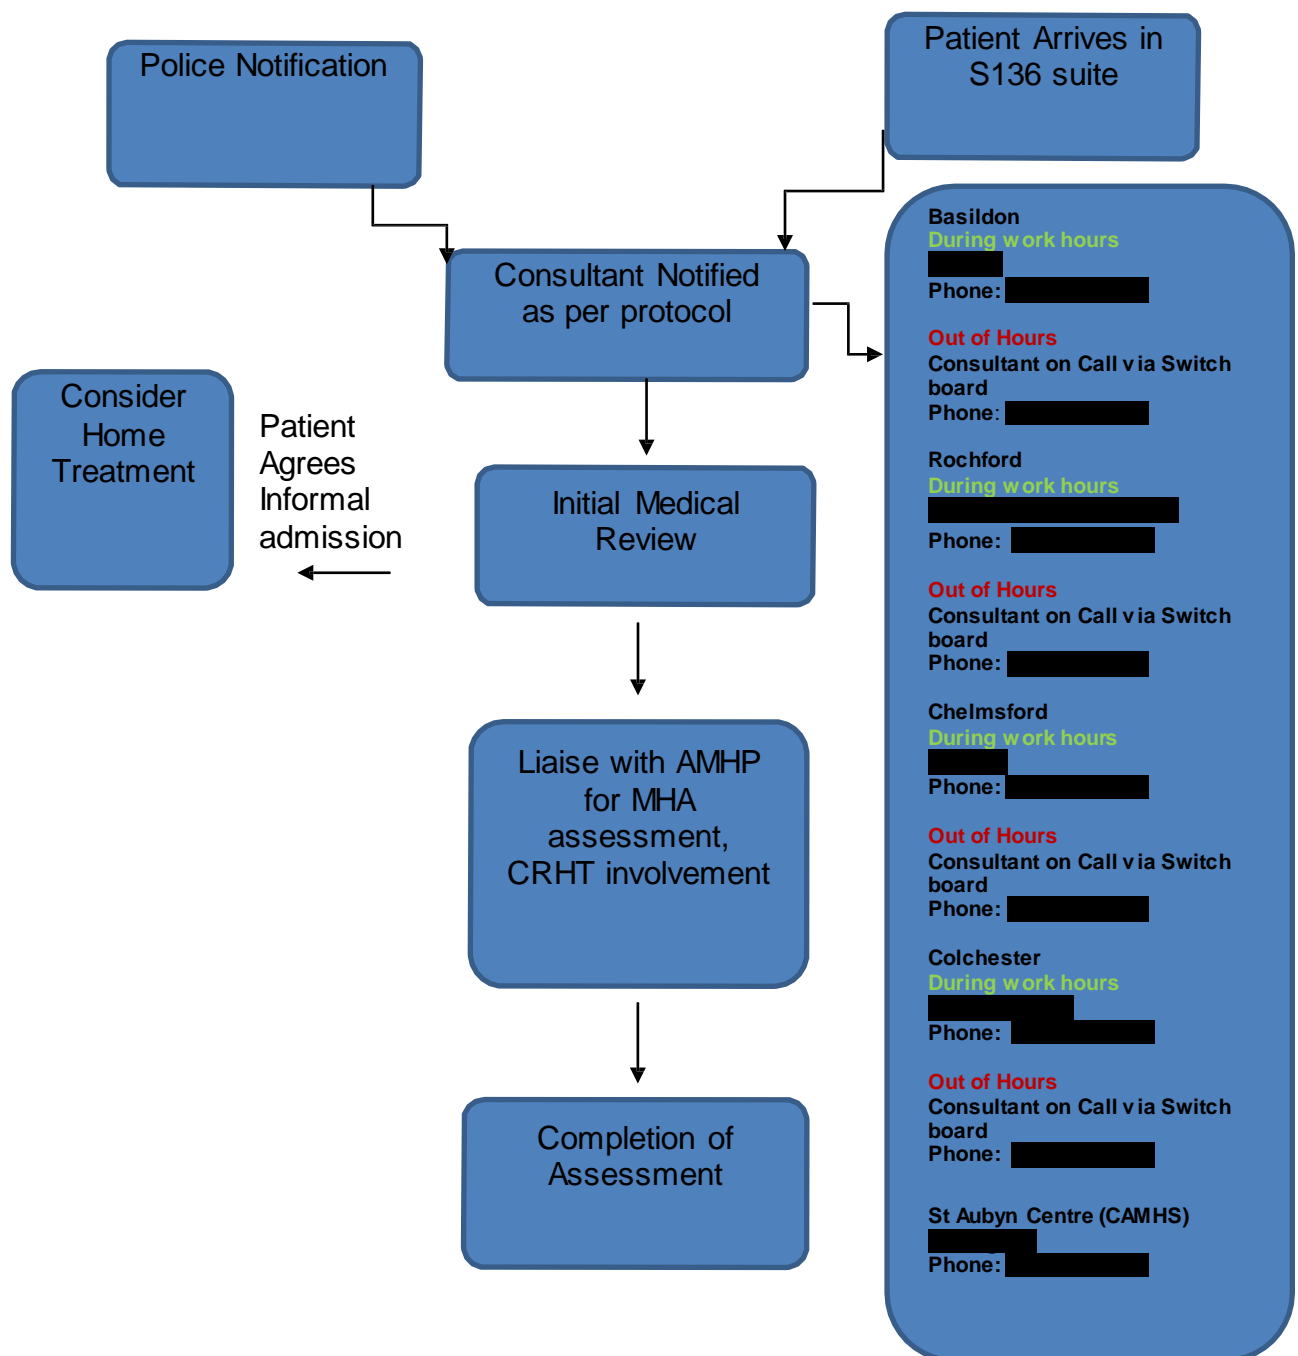 Police Notification
Patient Arrives in
S136 suite
Consultant Notified
as per protocol
Consider
Home
Treatment
Patient
Agrees
Informal
admission
Initial Medical
Review
Liaise with AMHP
for MHA
assessment,
CRHT involvement
Completion of
Assessment
Basildon
During work hours
Phone:
Out of Hours
Consultant on Call via Switch
board
Phone:
Rochford
During work hours
Phone:
Out of Hours
Consultant on Call via Switch
board
Phone:
Chelmsford
During work hours
Phone:
Out of Hours
Consultant on Call via Switch
board
Phone:
Colchester
During work hours
Phone:
Out of Hours
Consultant on Call via Switch
board
Phone:
St Aubyn Centre (CAMHS)
Phone: